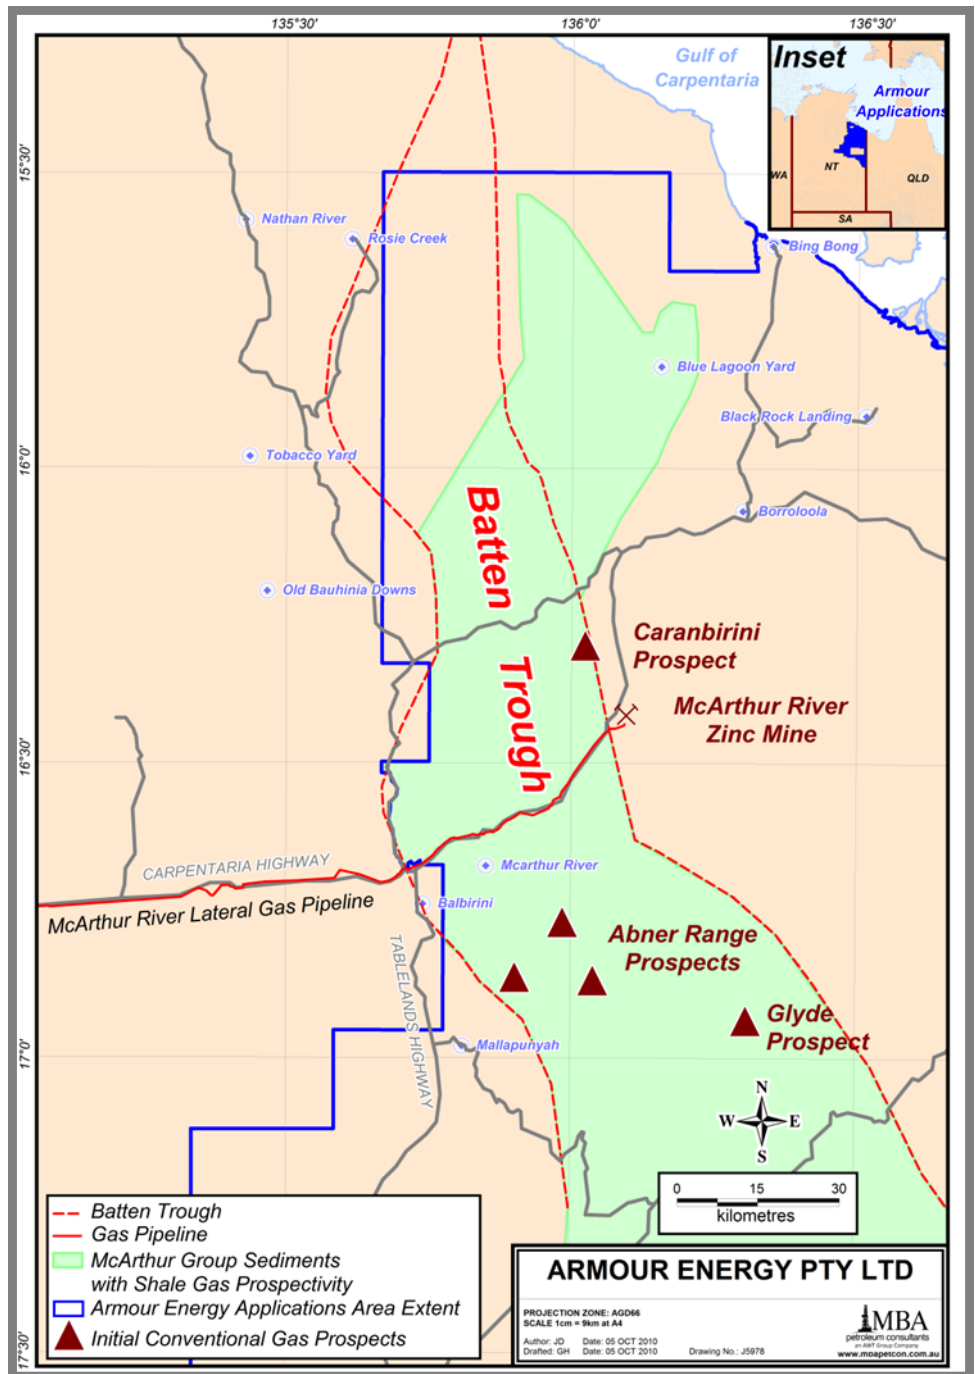 135°30'
136°0'
136°30'
Gulf of
Carpentaria
Inset
Armour
Applications
WA
NT
QLD
SA
15°30'
Nathan River
Rosie Creek
Bing Bong
Blue Lagoon Yard
Black Rock Landing
16°0'
Tobacco Yard
Batten
Borroloola
Old Bauhinia Downs
Caranbirini
Prospect
Trough
McArthur River
Zinc Mine
16°30'
CARPENTARIA HIGHWAY
Mcarthur River
McArthur River Lateral Gas Pipeline
Balbirini
Abner Range
Prospects
TABLELANDS HIGHWAY
Glyde
Prospect
17°0'
Mallapunyah
N
W
E
S
0 15 30
kilometres
Batten Trough
Gas Pipeline
McArthur Group Sediments
with Shale Gas Prospectivity
Armour Energy Applications Area Extent
Initial Conventional Gas Prospects
17°30'
ARMOUR ENERGY PTY LTD
PROJECTION ZONE: AGD66
SCALE 1cm = 9km at A4
Author: JD Date: 05 OCT 2010
Drafted: GH Date: 05 OCT 2010 Drawing No.: J5978
MBA
petroleum consultants
an AWT Group Company
www.mbapetcon.com.au